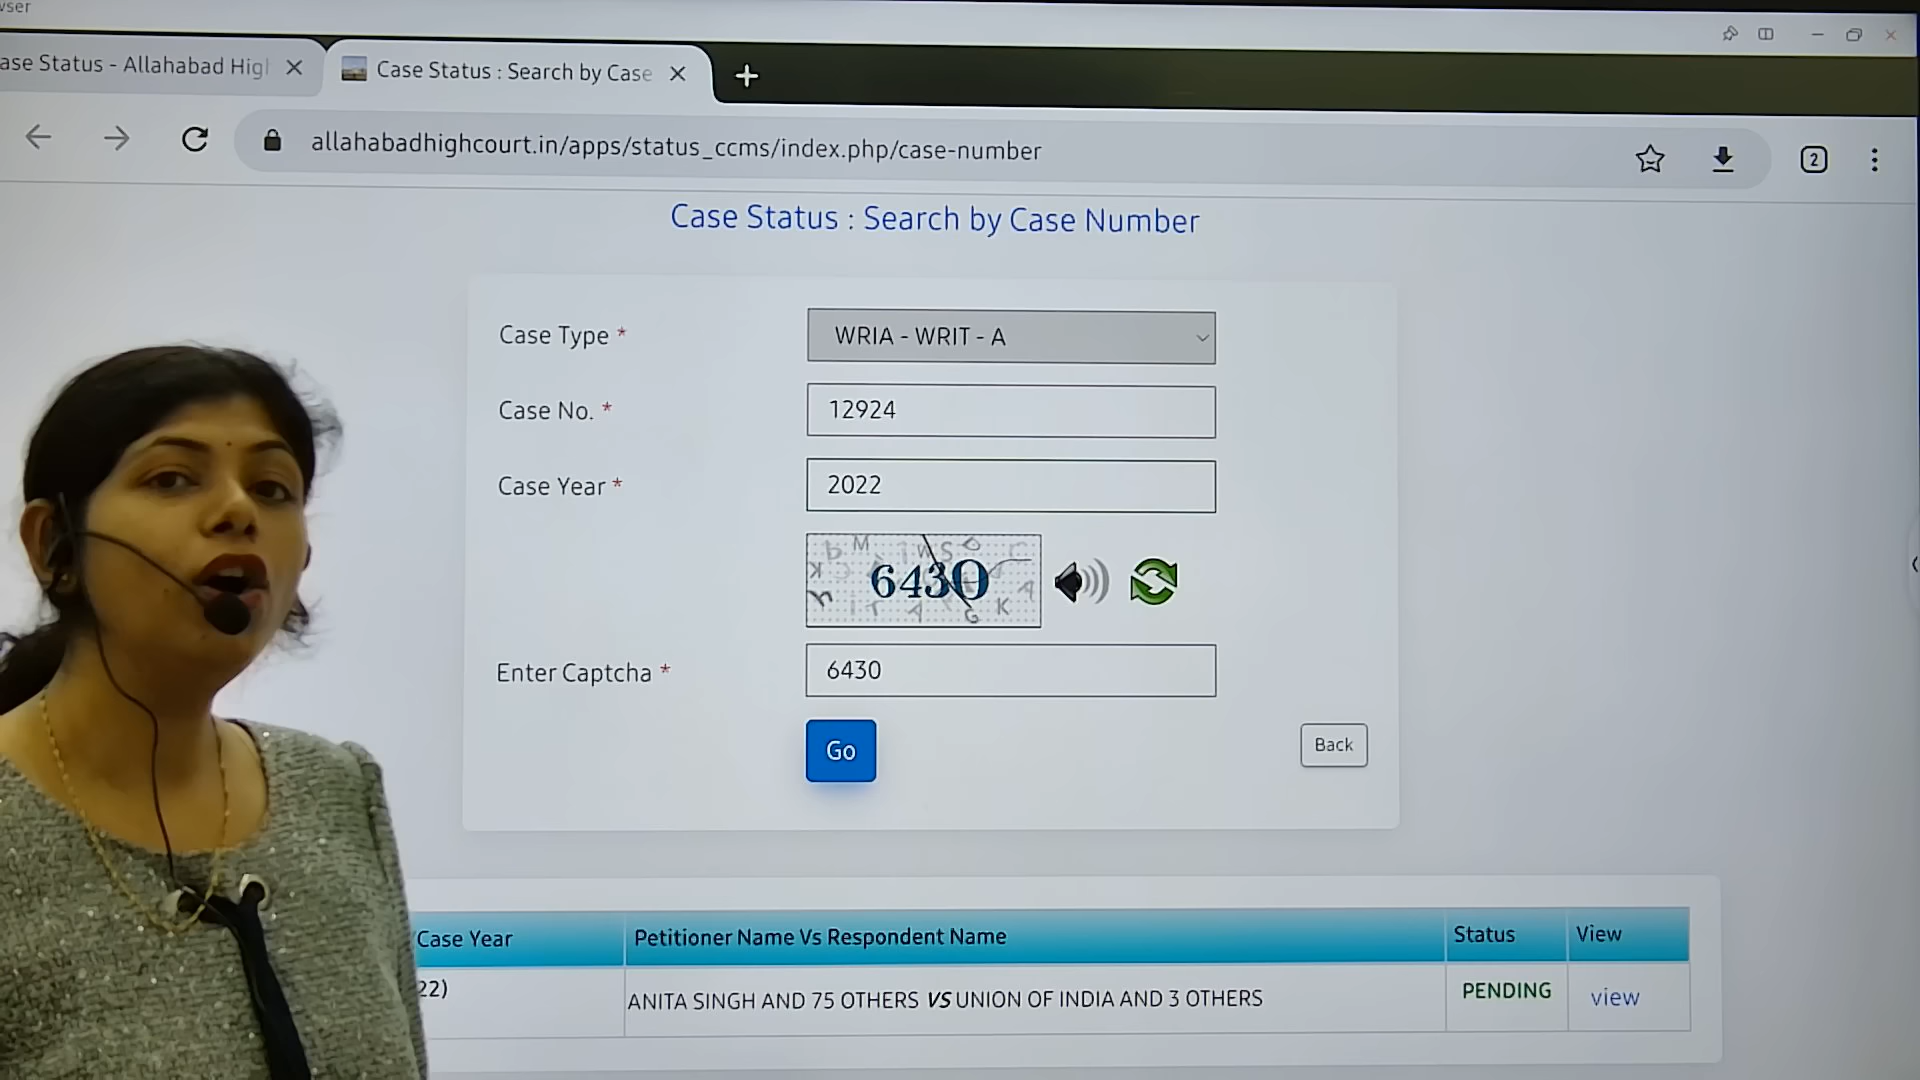 ase Status - Allahabad Higl
Case Status : Search by Case
allahabadhighcourt.in/apps/status_ccms/index.php/case-number
2
Case Status : Search by Case Number
Case Type *
WRIA - WRIT - A
Case No. *
12924
Case Year *
2022
6430
Enter Captcha *
6430
Go
Back
/Case Year
Petitioner Name Vs Respondent Name
Status
View
22)
ANITA SINGH AND 75 OTHERS VS UNION OF INDIA AND 3 OTHERS
PENDING
view